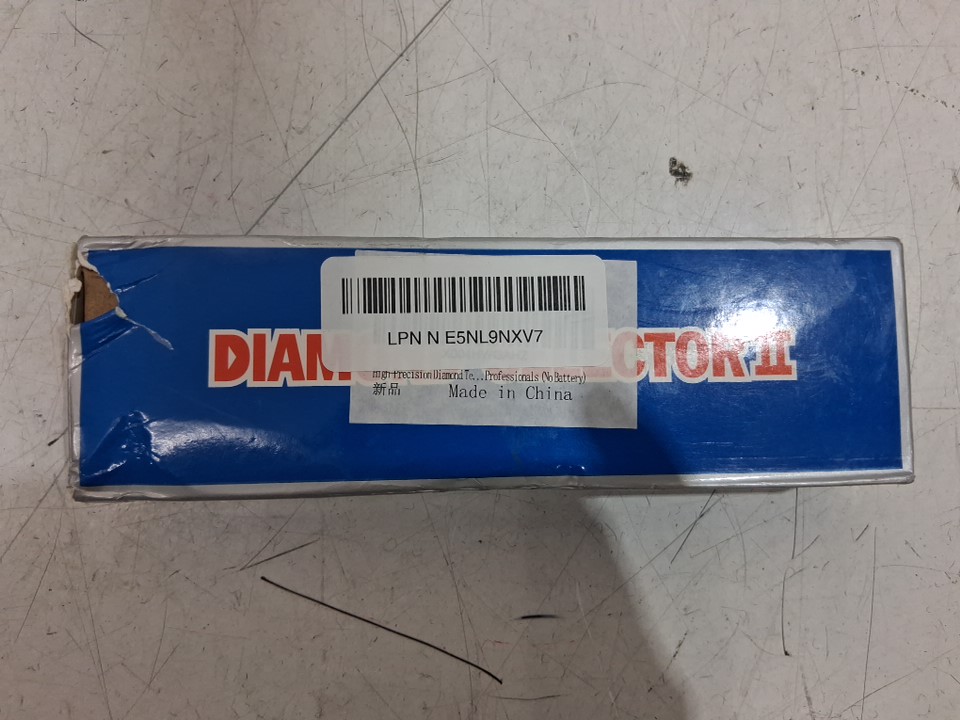 LPN N E5NL9NXV7
DIAM ECTOR II
High Precision Diamond Te...Professionals (No Battery)
新品 Made in China